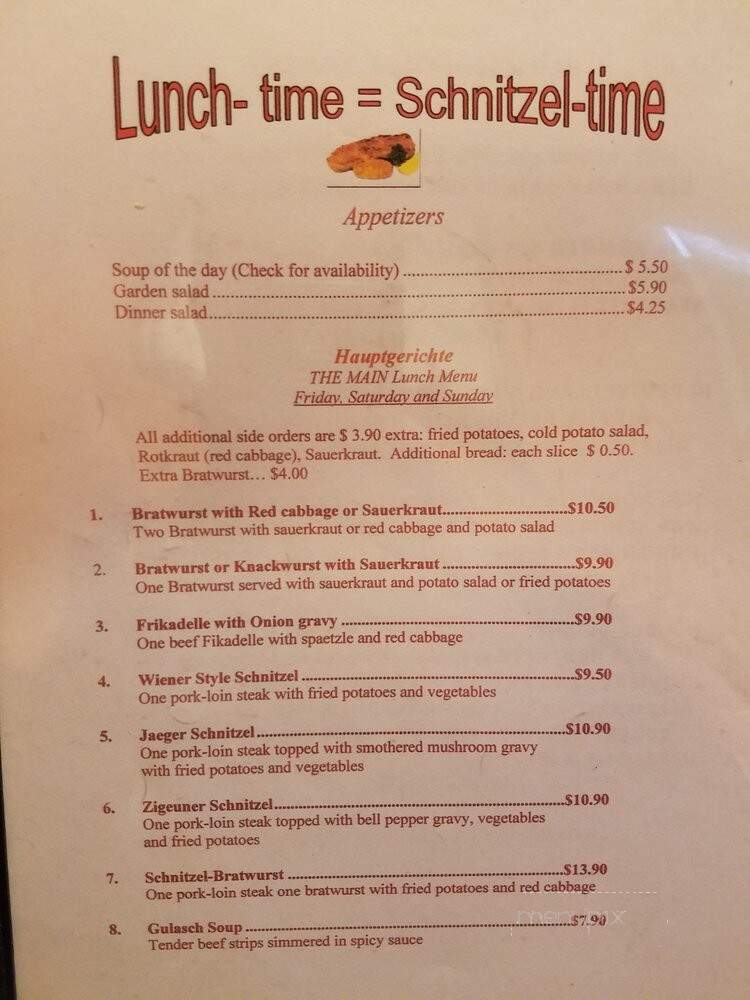 Lunch- time = Schnitzel-time
Appetizers
Soup of the day (Check for availability) ........................................................ $ 5.50
Garden salad ........................................................................................................ $5.90
Dinner salad......................................................................................................... $4.25
Hauptgerichte
THE MAIN Lunch Menu
Friday, Saturday and Sunday
All additional side orders are $ 3.90 extra: fried potatoes, cold potato salad,
Rotkraut (red cabbage), Sauerkraut. Additional bread: each slice $ 0.50.
Extra Bratwurst… $4.00
1. Bratwurst with Red cabbage or Sauerkraut...............................$10.50
Two Bratwurst with sauerkraut or red cabbage and potato salad
2. Bratwurst or Knackwurst with Sauerkraut .................................$9.90
One Bratwurst served with sauerkraut and potato salad or fried potatoes
3. Frikadelle with Onion gravy ..........................................................$9.90
One beef Fikadelle with spaetzle and red cabbage
4. Wiener Style Schnitzel ....................................................................$9.50
One pork-loin steak with fried potatoes and vegetables
5. Jaeger Schnitzel.............................................................................$10.90
One pork-loin steak topped with smothered mushroom gravy
with fried potatoes and vegetables
6. Zigeuner Schnitzel.........................................................................$10.90
One pork-loin steak topped with bell pepper gravy, vegetables
and fried potatoes
7. Schnitzel-Bratwurst .....................................................................$13.90
One pork-loin steak one bratwurst with fried potatoes and red cabbage
8. Gulasch Soup .................................................................................$7.90
Tender beef strips simmered in spicy sauce